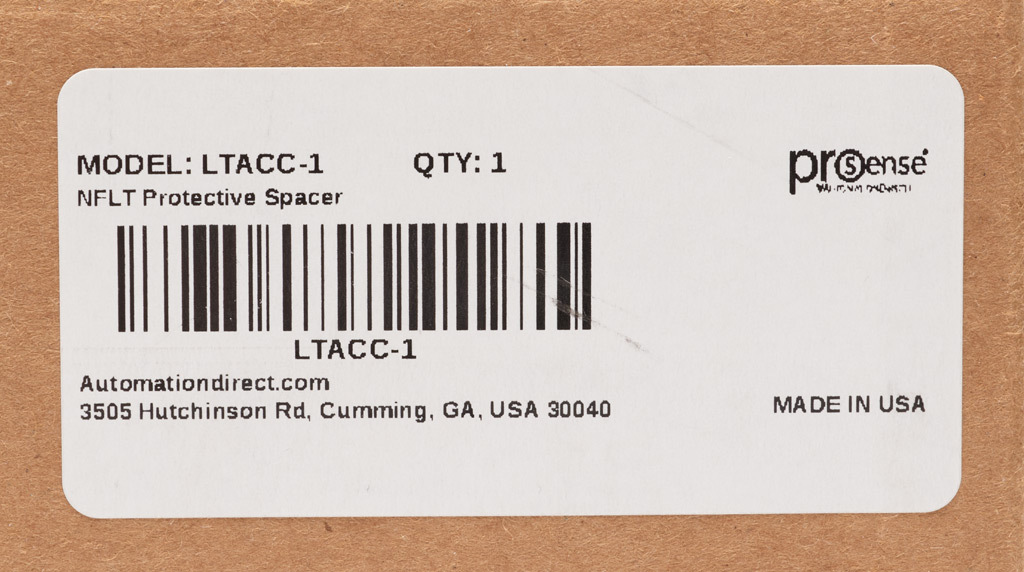 MODEL: LTACC-1 QTY: 1
prosense
NFLT Protective Spacer
LTACC-1
Automationdirect.com
3505 Hutchinson Rd, Cumming, GA, USA 30040
MADE IN USA